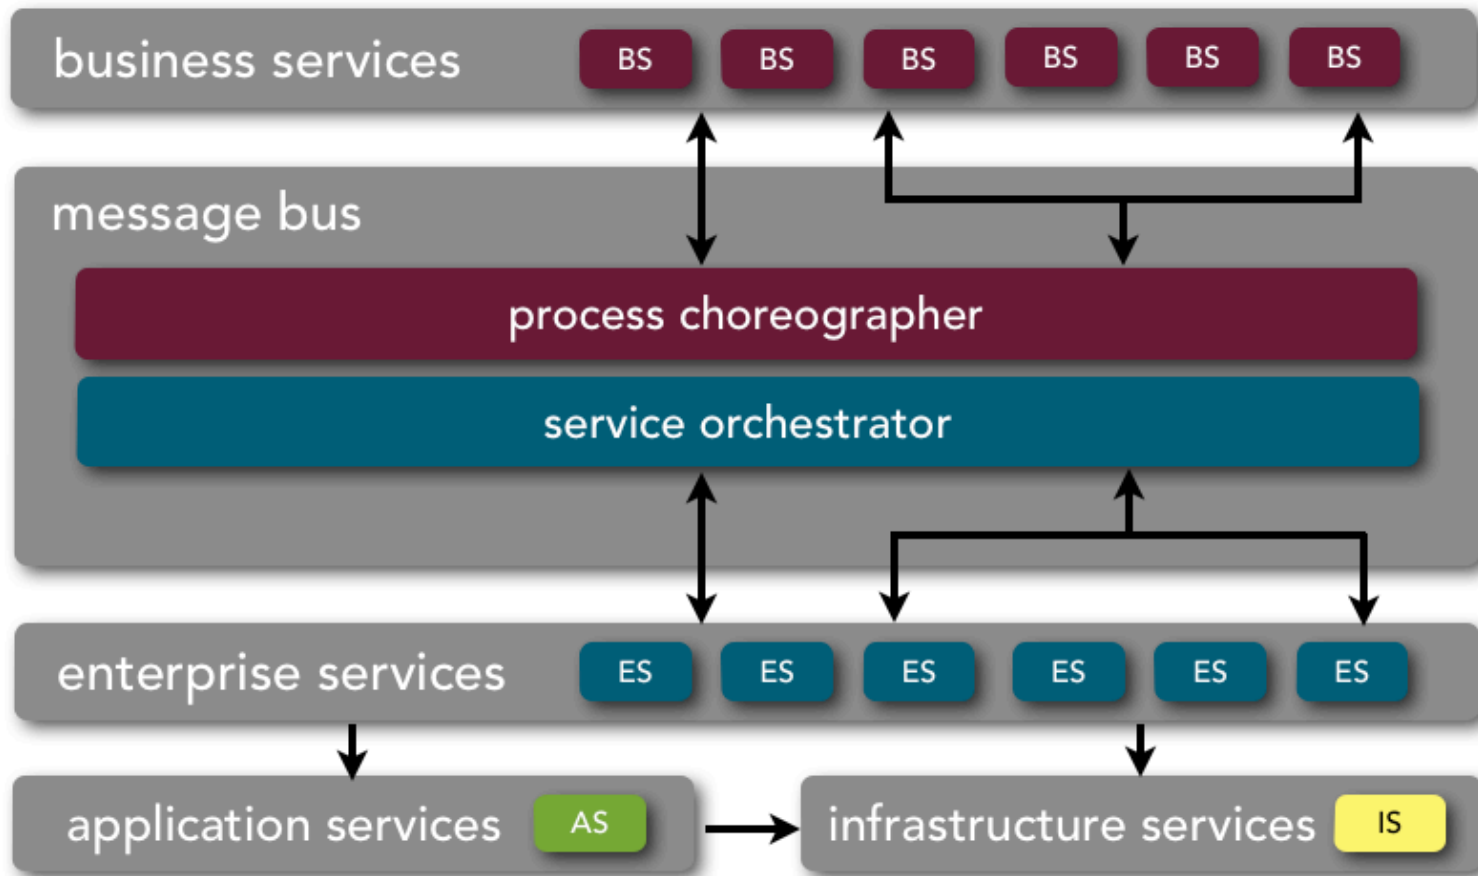 business services BS BS BS BS BS BS
message bus
process choreographer
service orchestrator
enterprise services ES ES ES ES ES ES
application services AS infrastructure services IS